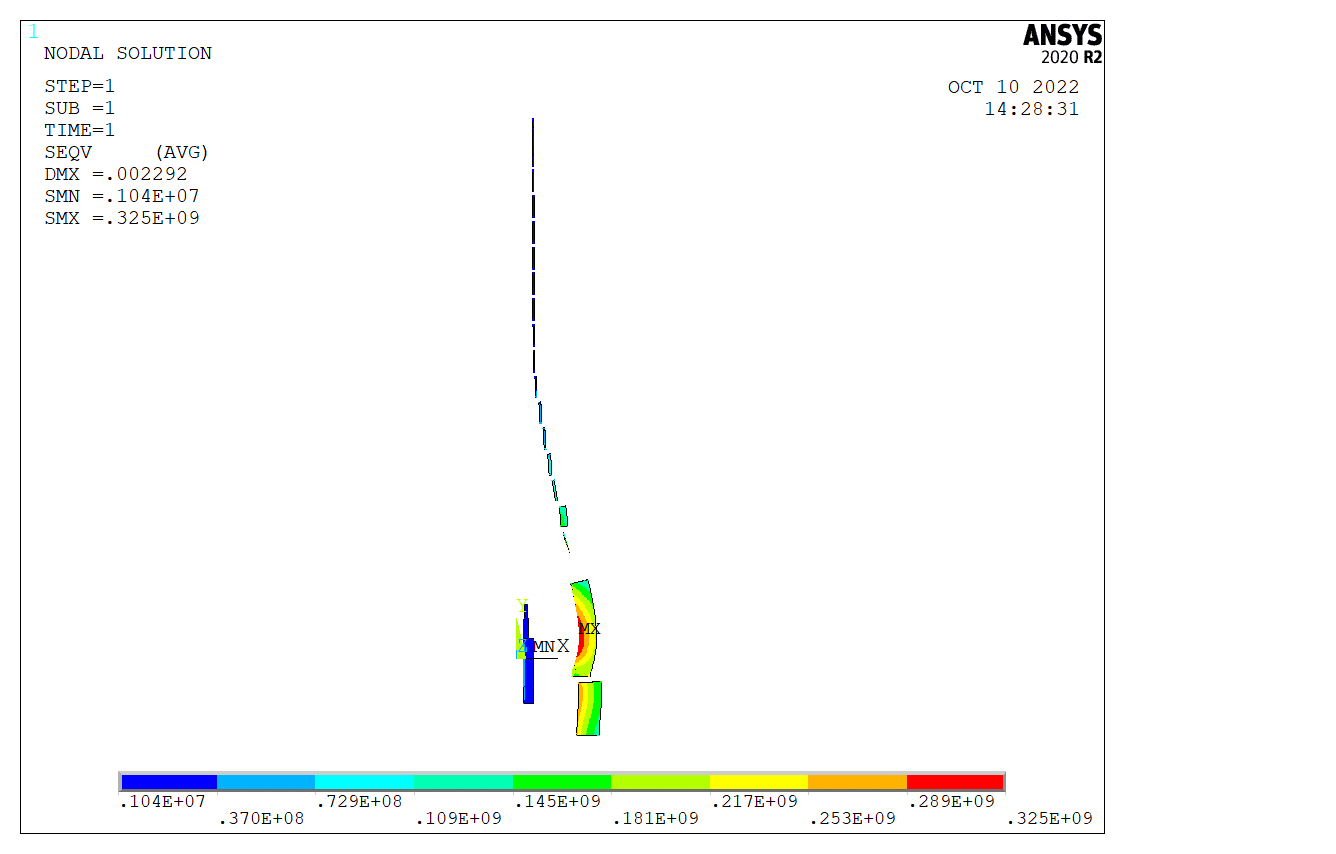 1
NODAL SOLUTION
STEP=1
SUB =1
TIME=1
SEQV (AVG)
DMX =.002292
SMN =.104E+07
SMX =.325E+09
ANSYS
2020 R2
OCT 10 2022
14:28:31
Y
MX
Z MN X
.104E+07 .729E+08 .145E+09 .217E+09 .289E+09
.370E+08 .109E+09 .181E+09 .253E+09 .325E+09